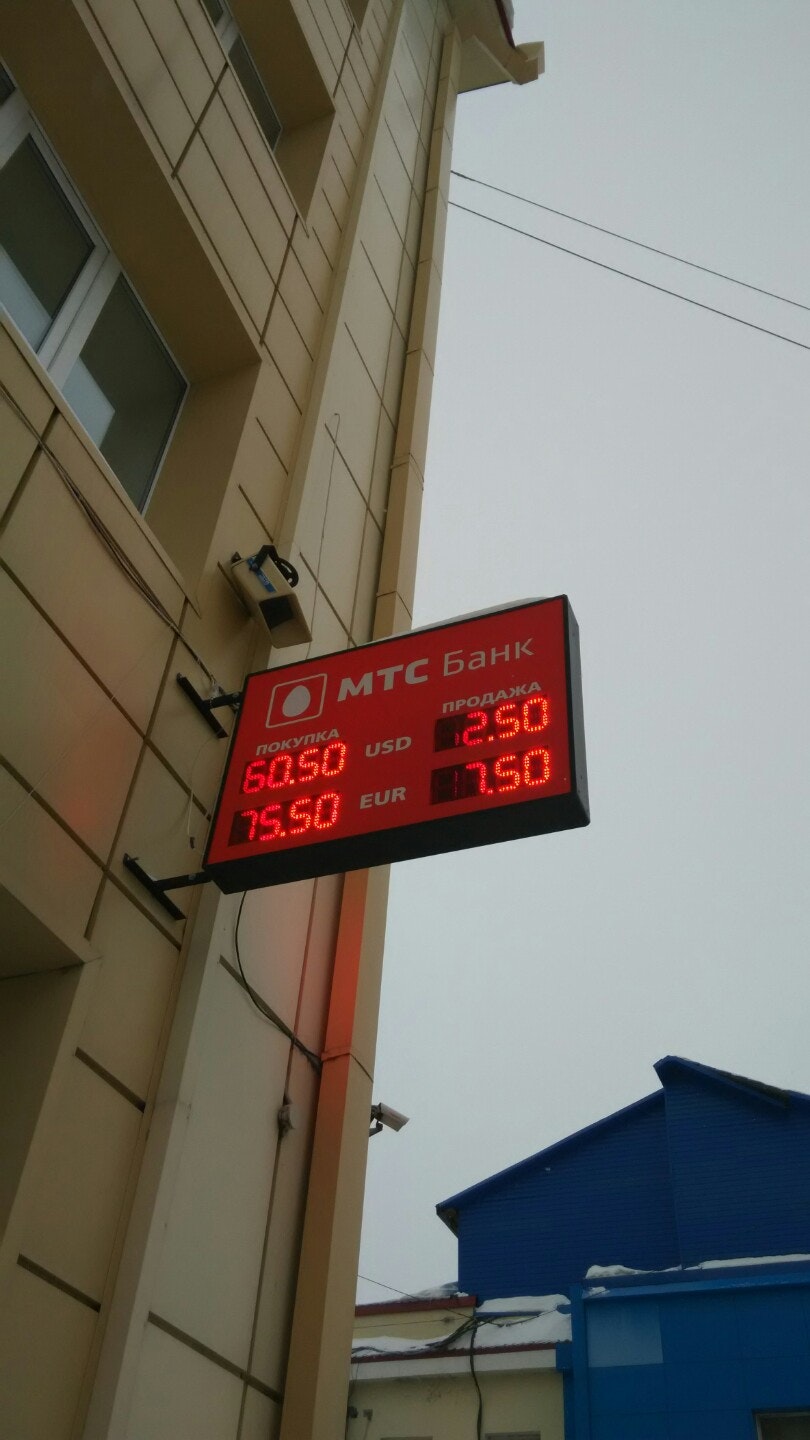 МТС Банк
ПОКУПКА ПРОДАЖА
60.50 USD 2.50
75.50 EUR 7.50